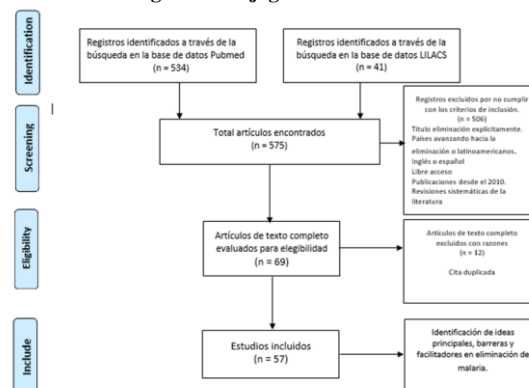 Identification
Registros identificados a través de la
búsqueda en la base de datos Pubmed
(n = 534)
Registros identificados a través de la
búsqueda en la base de datos LILACS
(n = 41)
Screening
Total artículos encontrados
(n = 575)
Registros excluidos por no cumplir
con los criterios de inclusión.
(n = 506)
Título eliminación explícitamente.
Países avanzando hacia la
eliminación o latinoamericanos.
Inglés o español
Libre acceso
Publicaciones desde el 2010.
Revisiones sistemáticas de la
literatura
Eligibility
Artículos de texto completo
evaluados para elegibilidad
(n = 69)
Artículos de texto completo
excluidos con razones
(n = 12)
Cita duplicada
Include
Estudios incluidos
(n = 57)
Identificación de ideas
principales, barreras y
facilitadores en eliminación de
malaria.